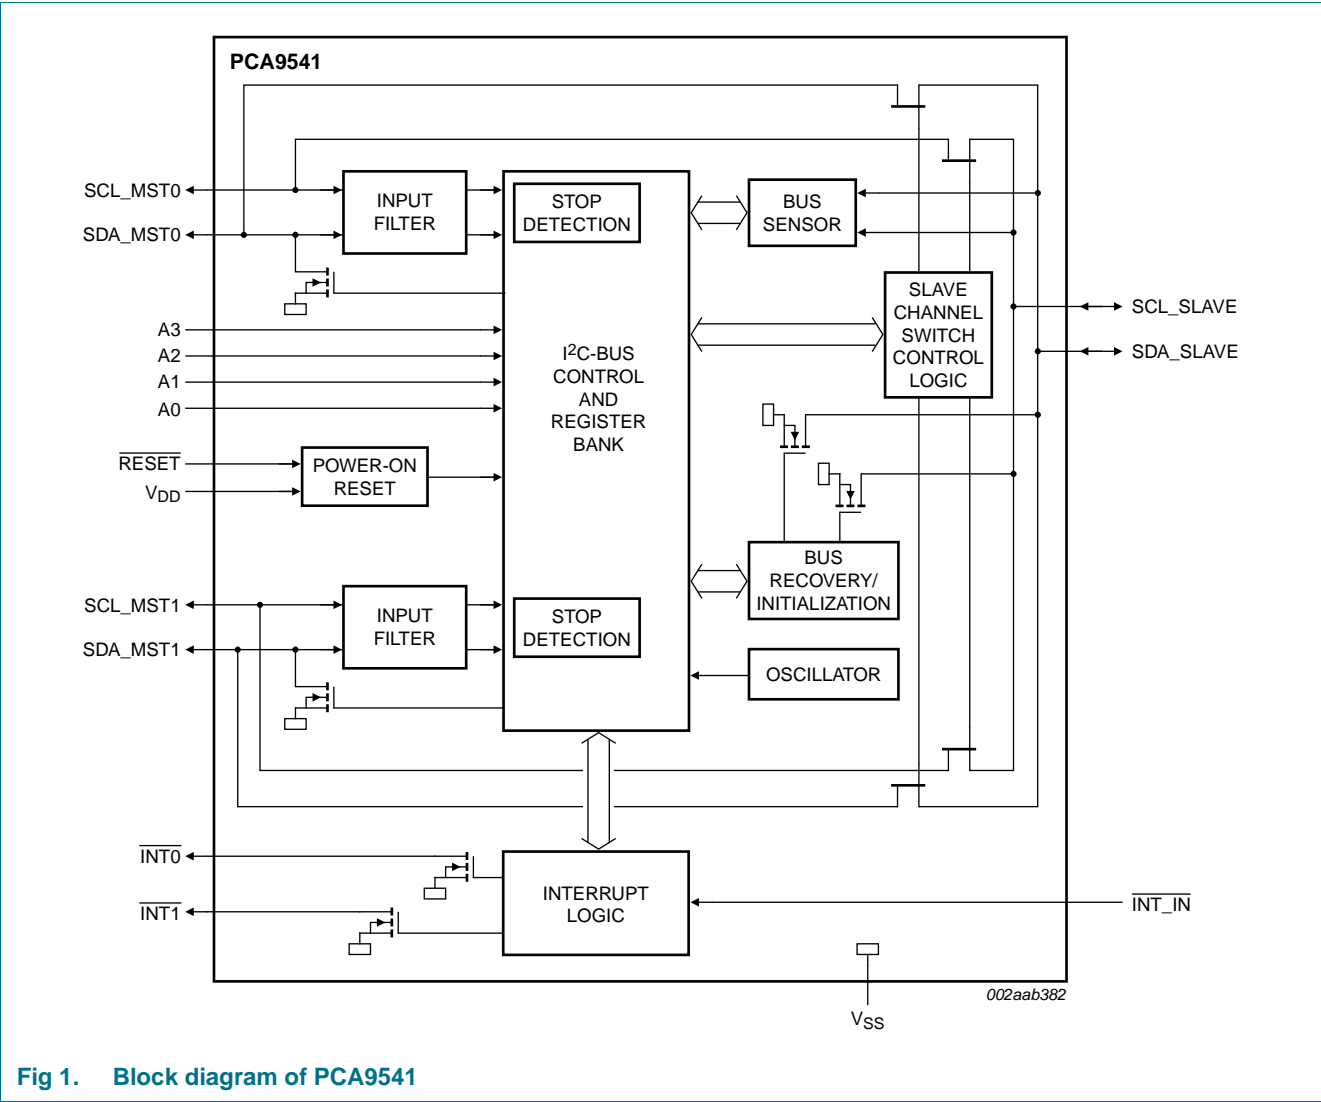 PCA9541
SCL_MST0
SDA_MST0
INPUT
FILTER
STOP
DETECTION
BUS
SENSOR
A3
A2
A1
A0
I2C-BUS
CONTROL
AND
REGISTER
BANK
SLAVE
CHANNEL
SWITCH
CONTROL
LOGIC
SCL_SLAVE
SDA_SLAVE
RESET
VDD
POWER-ON
RESET
BUS
RECOVERY/
INITIALIZATION
SCL_MST1
SDA_MST1
INPUT
FILTER
STOP
DETECTION
OSCILLATOR
INT0
INT1
INTERRUPT
LOGIC
INT_IN
VSS
002aab382
Fig 1. Block diagram of PCA9541